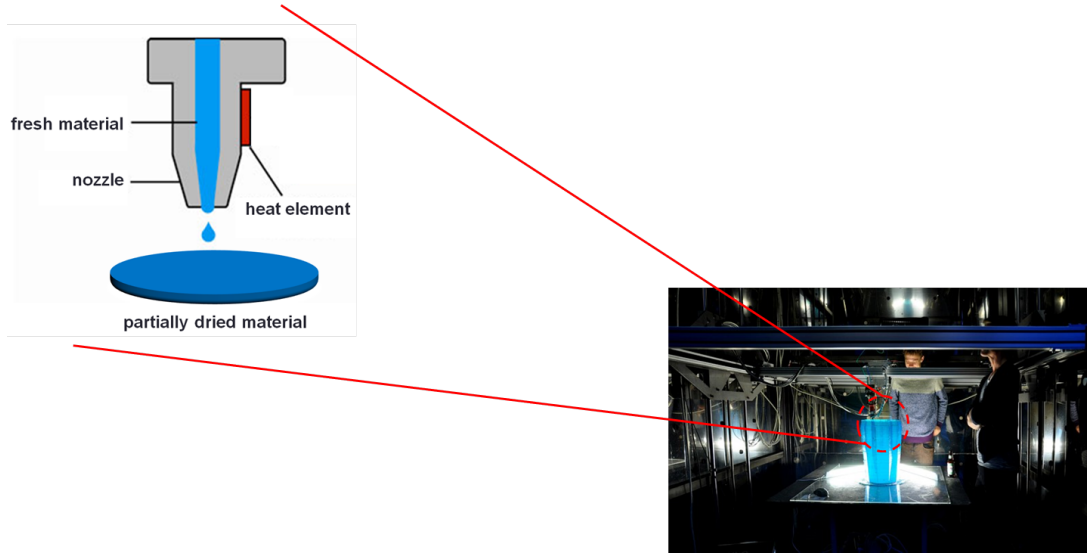 fresh material
nozzle
heat element
partially dried material